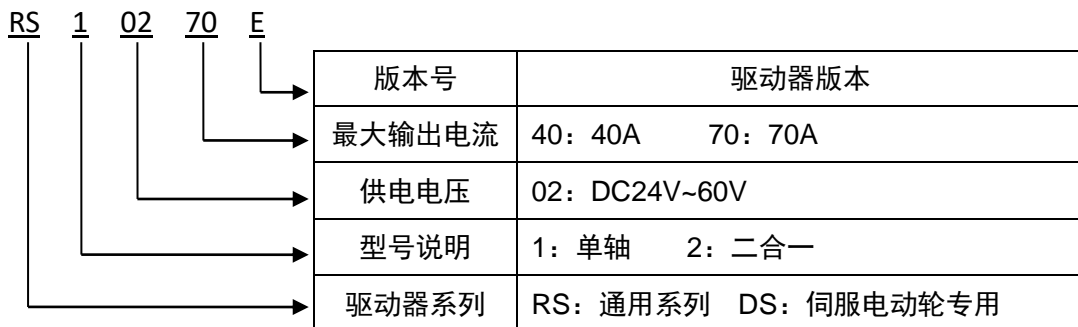 RS 1 02 70 E
版本号 驱动器版本
最大输出电流 40：40A 70：70A
供电电压 02：DC24V~60V
型号说明 1：单轴 2：二合一
驱动器系列 RS：通用系列 DS：伺服电动轮专用